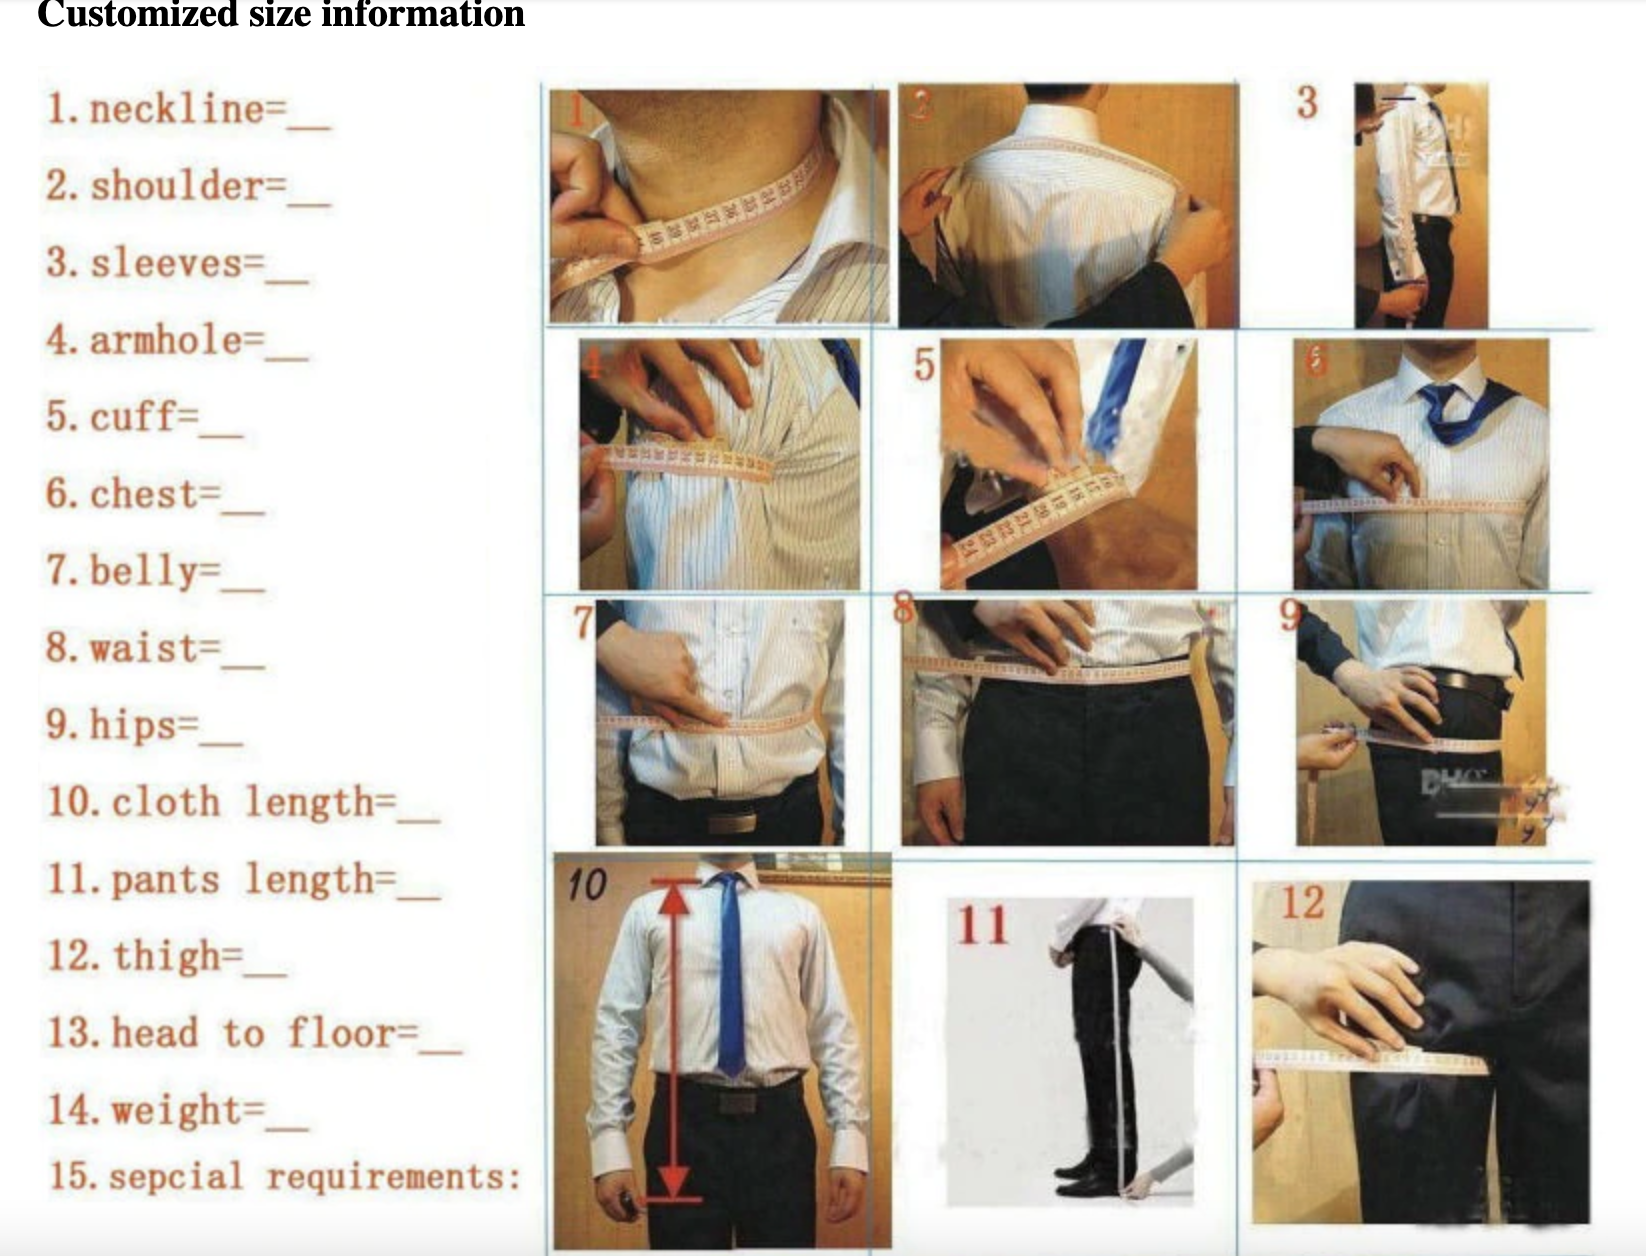 Customized size information
1. neckline=__
2. shoulder=__
3. sleeves=__
4. armhole=__
5. cuff=__
6. chest=__
7. belly=__
8. waist=__
9. hips=__
10. cloth length=__
11. pants length=__
12. thigh=__
13. head to floor=__
14. weight=__
15. sepcial requirements:
1
2
3
4
5
6
7
8
9
10
11
12